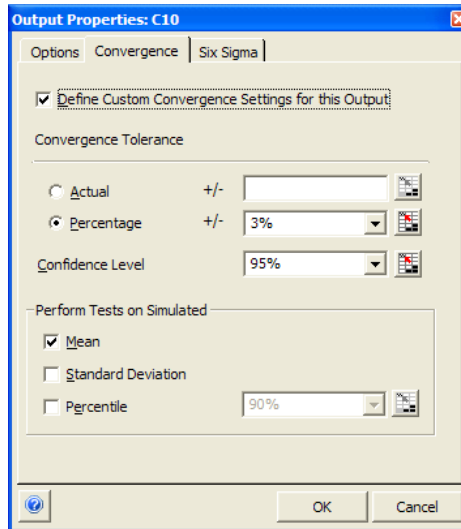 Output Properties: C10
Options Convergence Six Sigma
Define Custom Convergence Settings for this Output
Convergence Tolerance
Actual +/-
Percentage +/- 3%
Confidence Level 95%
Perform Tests on Simulated
Mean
Standard Deviation
Percentile 90%
OK Cancel